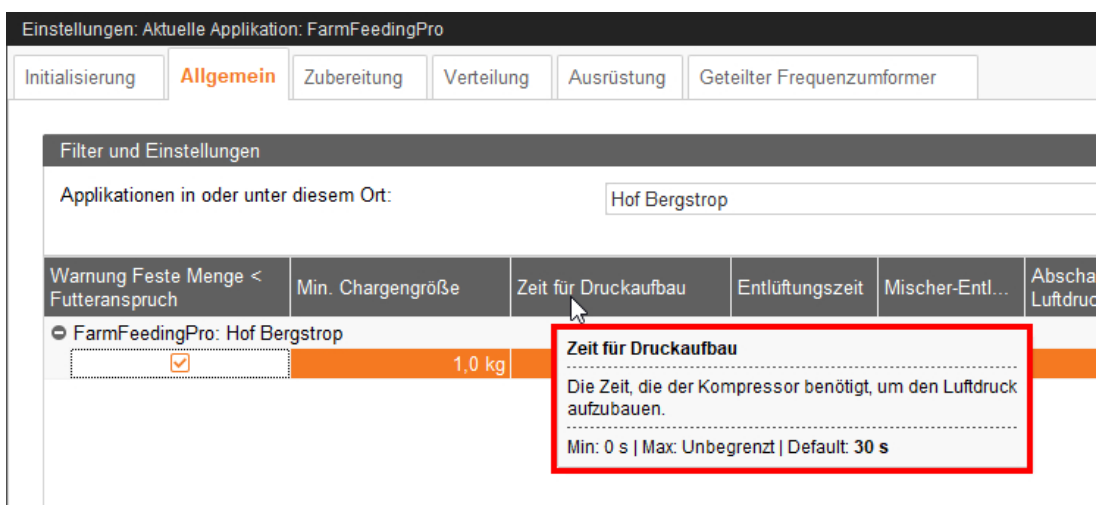 Einstellungen: Aktuelle Applikation: FarmFeedingPro
Initialisierung Allgemein Zubereitung Verteilung Ausrüstung Geteilter Frequenzumformer
Filter und Einstellungen
Applikationen in oder unter diesem Ort: Hof Bergstrop
Warnung Feste Menge <
Futteranspruch
Min. Chargengröße
Zeit für Druckaufbau
Entlüftungszeit
Mischer-Entl...
Abscha
Luftdruc
FarmFeedingPro: Hof Bergstrop
1,0 kg
Zeit für Druckaufbau
Die Zeit, die der Kompressor benötigt, um den Luftdruck
aufzubauen.
Min: 0 s | Max: Unbegrenzt | Default: 30 s